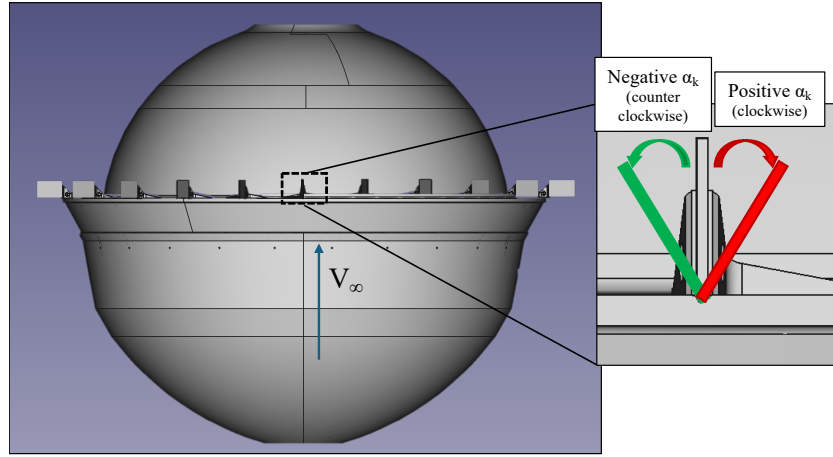 Negative αk
(counter
clockwise)
Positive αk
(clockwise)
V∞